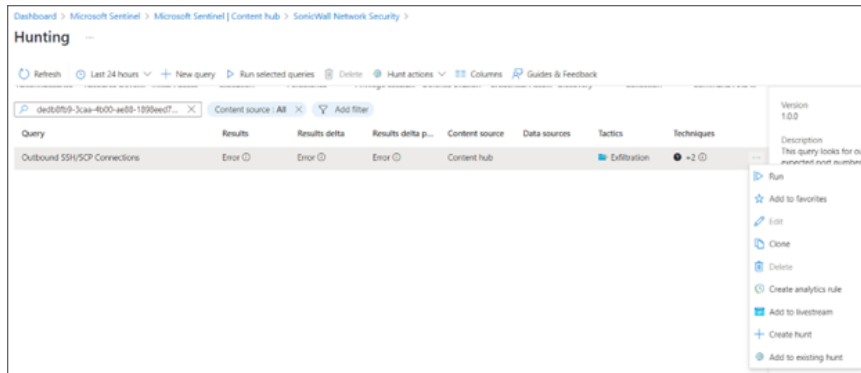 Dashboard > Microsoft Sentinel > Microsoft Sentinel | Content hub > SonicWall Network Security >
Hunting ...
Refresh Last 24 hours + New query Run selected queries Delete Hunt actions Columns Guides & Feedback
dedb8fb9-3caa-4b00-ae88-1898eed7... × Content source : All × Add filter
Query Results Results delta Results delta p... Content source Data sources Tactics Techniques
Outbound SSH/SCP Connections Error Error Error Content hub Exfiltration +2 ...
Version
1.0.0
Description
This query looks for ou
expected port number
Run
Add to favorites
Edit
Clone
Delete
Create analytics rule
Add to livestream
Create hunt
Add to existing hunt